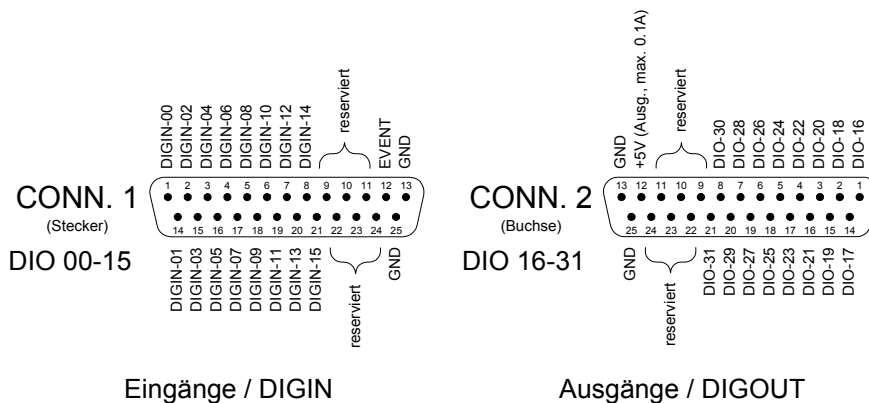 DIGIN-00
DIGIN-02
DIGIN-04
DIGIN-06
DIGIN-08
DIGIN-10
DIGIN-12
DIGIN-14
reserviert
EVENT
GND
1 2 3 4 5 6 7 8 9 10 11 12 13
CONN. 1
(Stecker)
14 15 16 17 18 19 20 21 22 23 24 25
DIO 00-15
DIGIN-01
DIGIN-03
DIGIN-05
DIGIN-07
DIGIN-09
DIGIN-11
DIGIN-13
DIGIN-15
reserviert
GND
Eingänge / DIGIN
GND
+5V (Ausg., max. 0.1A)
reserviert
DIO-30
DIO-28
DIO-26
DIO-24
DIO-22
DIO-20
DIO-18
DIO-16
13 12 11 10 9 8 7 6 5 4 3 2 1
CONN. 2
(Buchse)
25 24 23 22 21 20 19 18 17 16 15 14
DIO 16-31
GND
reserviert
DIO-31
DIO-29
DIO-27
DIO-25
DIO-23
DIO-21
DIO-19
DIO-17
Ausgänge / DIGOUT